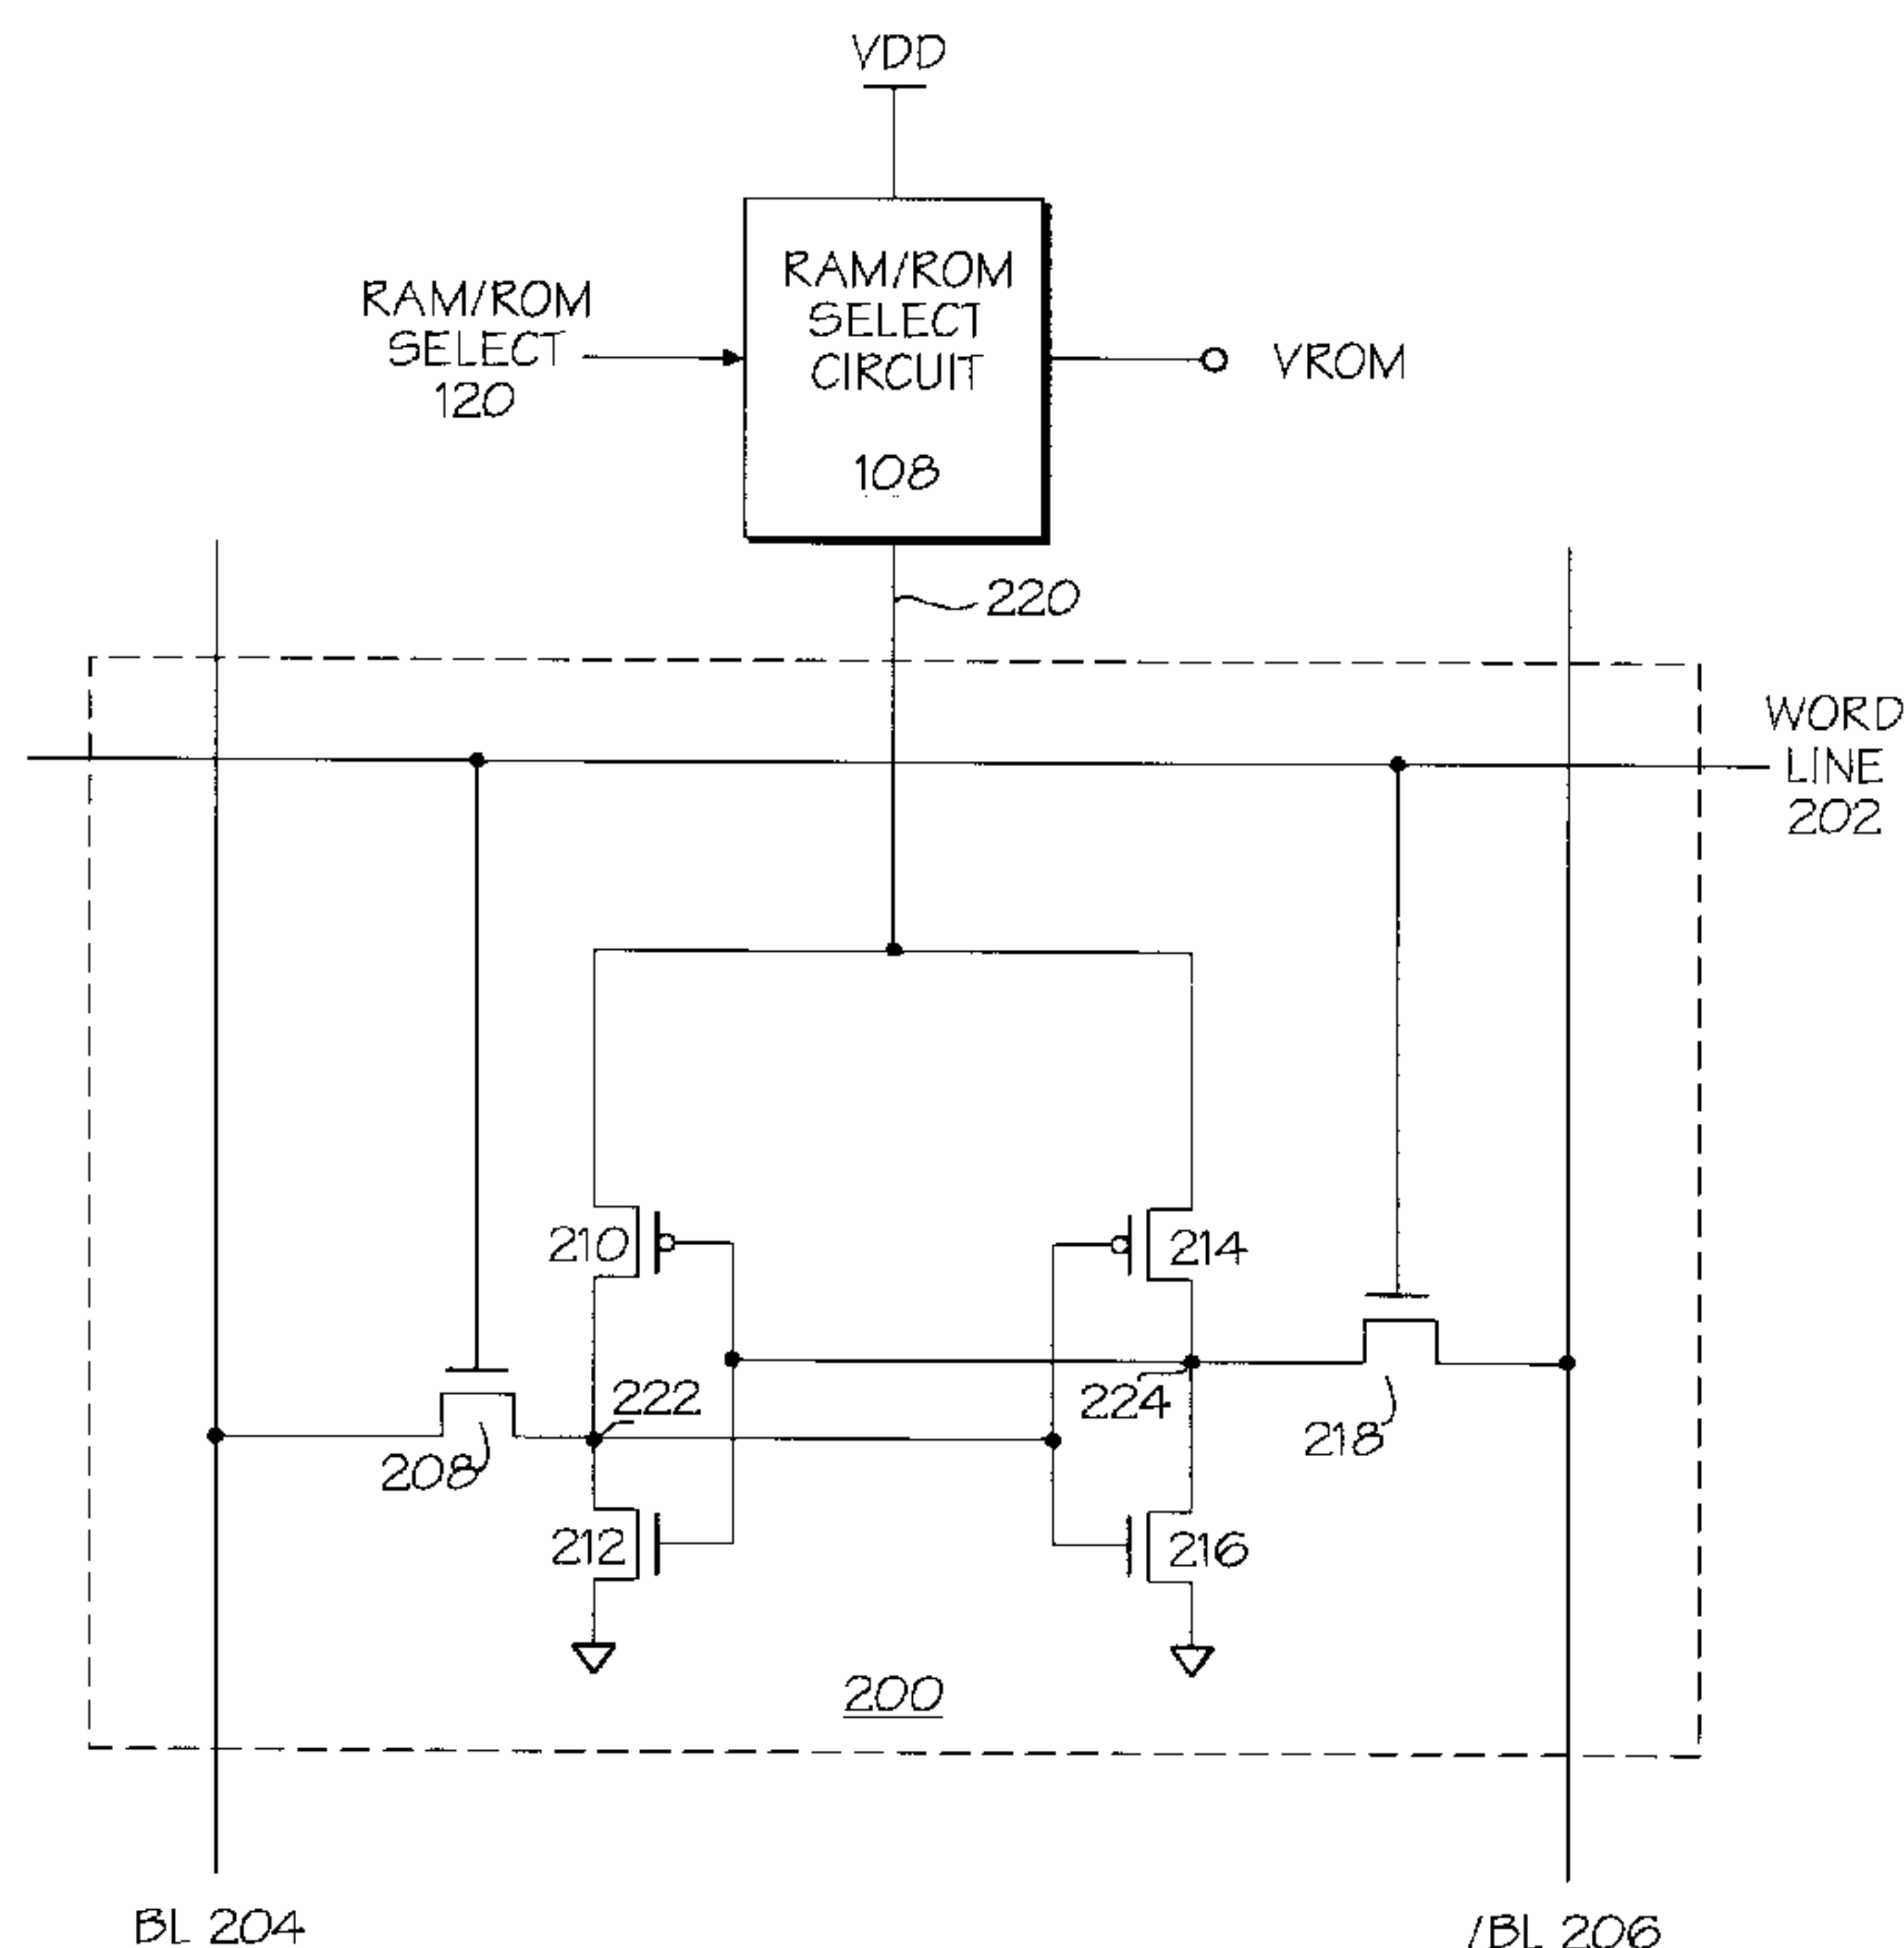 VDD
RAM/ROM
SELECT
120
RAM/ROM
SELECT
CIRCUIT
108
VROM
220
WORD
LINE
202
210
214
222
224
208
218
212
216
200
BL 204
/BL 206